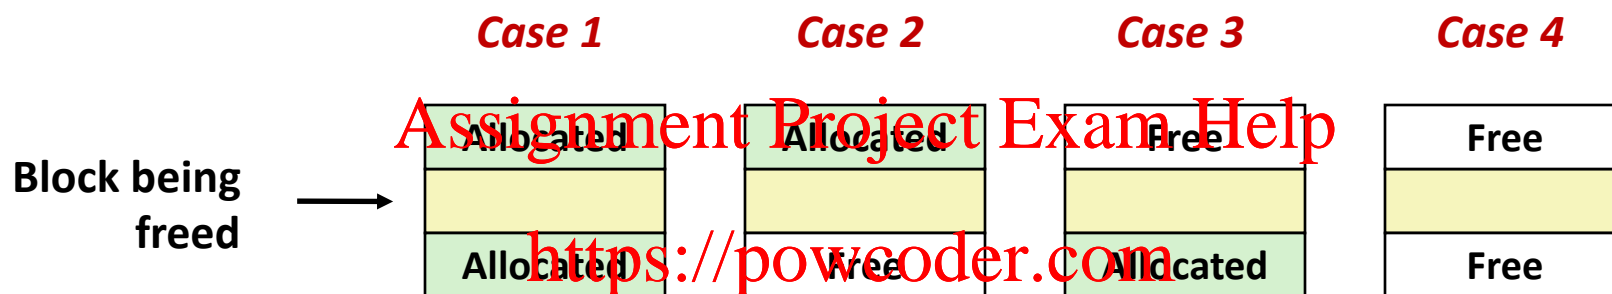 Case 1 Case 2 Case 3 Case 4
Assignment Project Exam Help
Allocated Allocated Free Free
Block being
freed
https://powcoder.com
Allocated Free Allocated Free